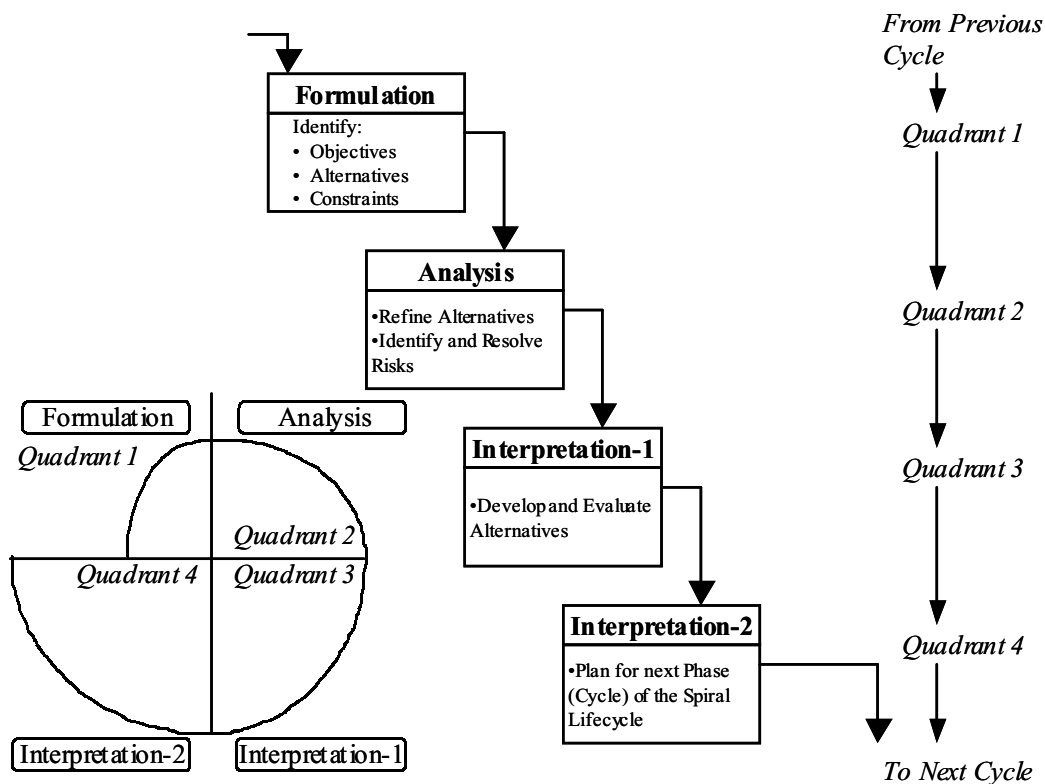 From Previous
Cycle
Formulation
Identify:
• Objectives
• Alternatives
• Constraints
Quadrant 1
Analysis
•Refine Alternatives
•Identify and Resolve
Risks
Quadrant 2
Interpretation-1
•Develop and Evaluate
Alternatives
Quadrant 3
Interpretation-2
•Plan for next Phase
(Cycle) of the Spiral
Lifecycle
Quadrant 4
To Next Cycle
Formulation
Analysis
Quadrant 1
Quadrant 2
Quadrant 4
Quadrant 3
Interpretation-2
Interpretation-1